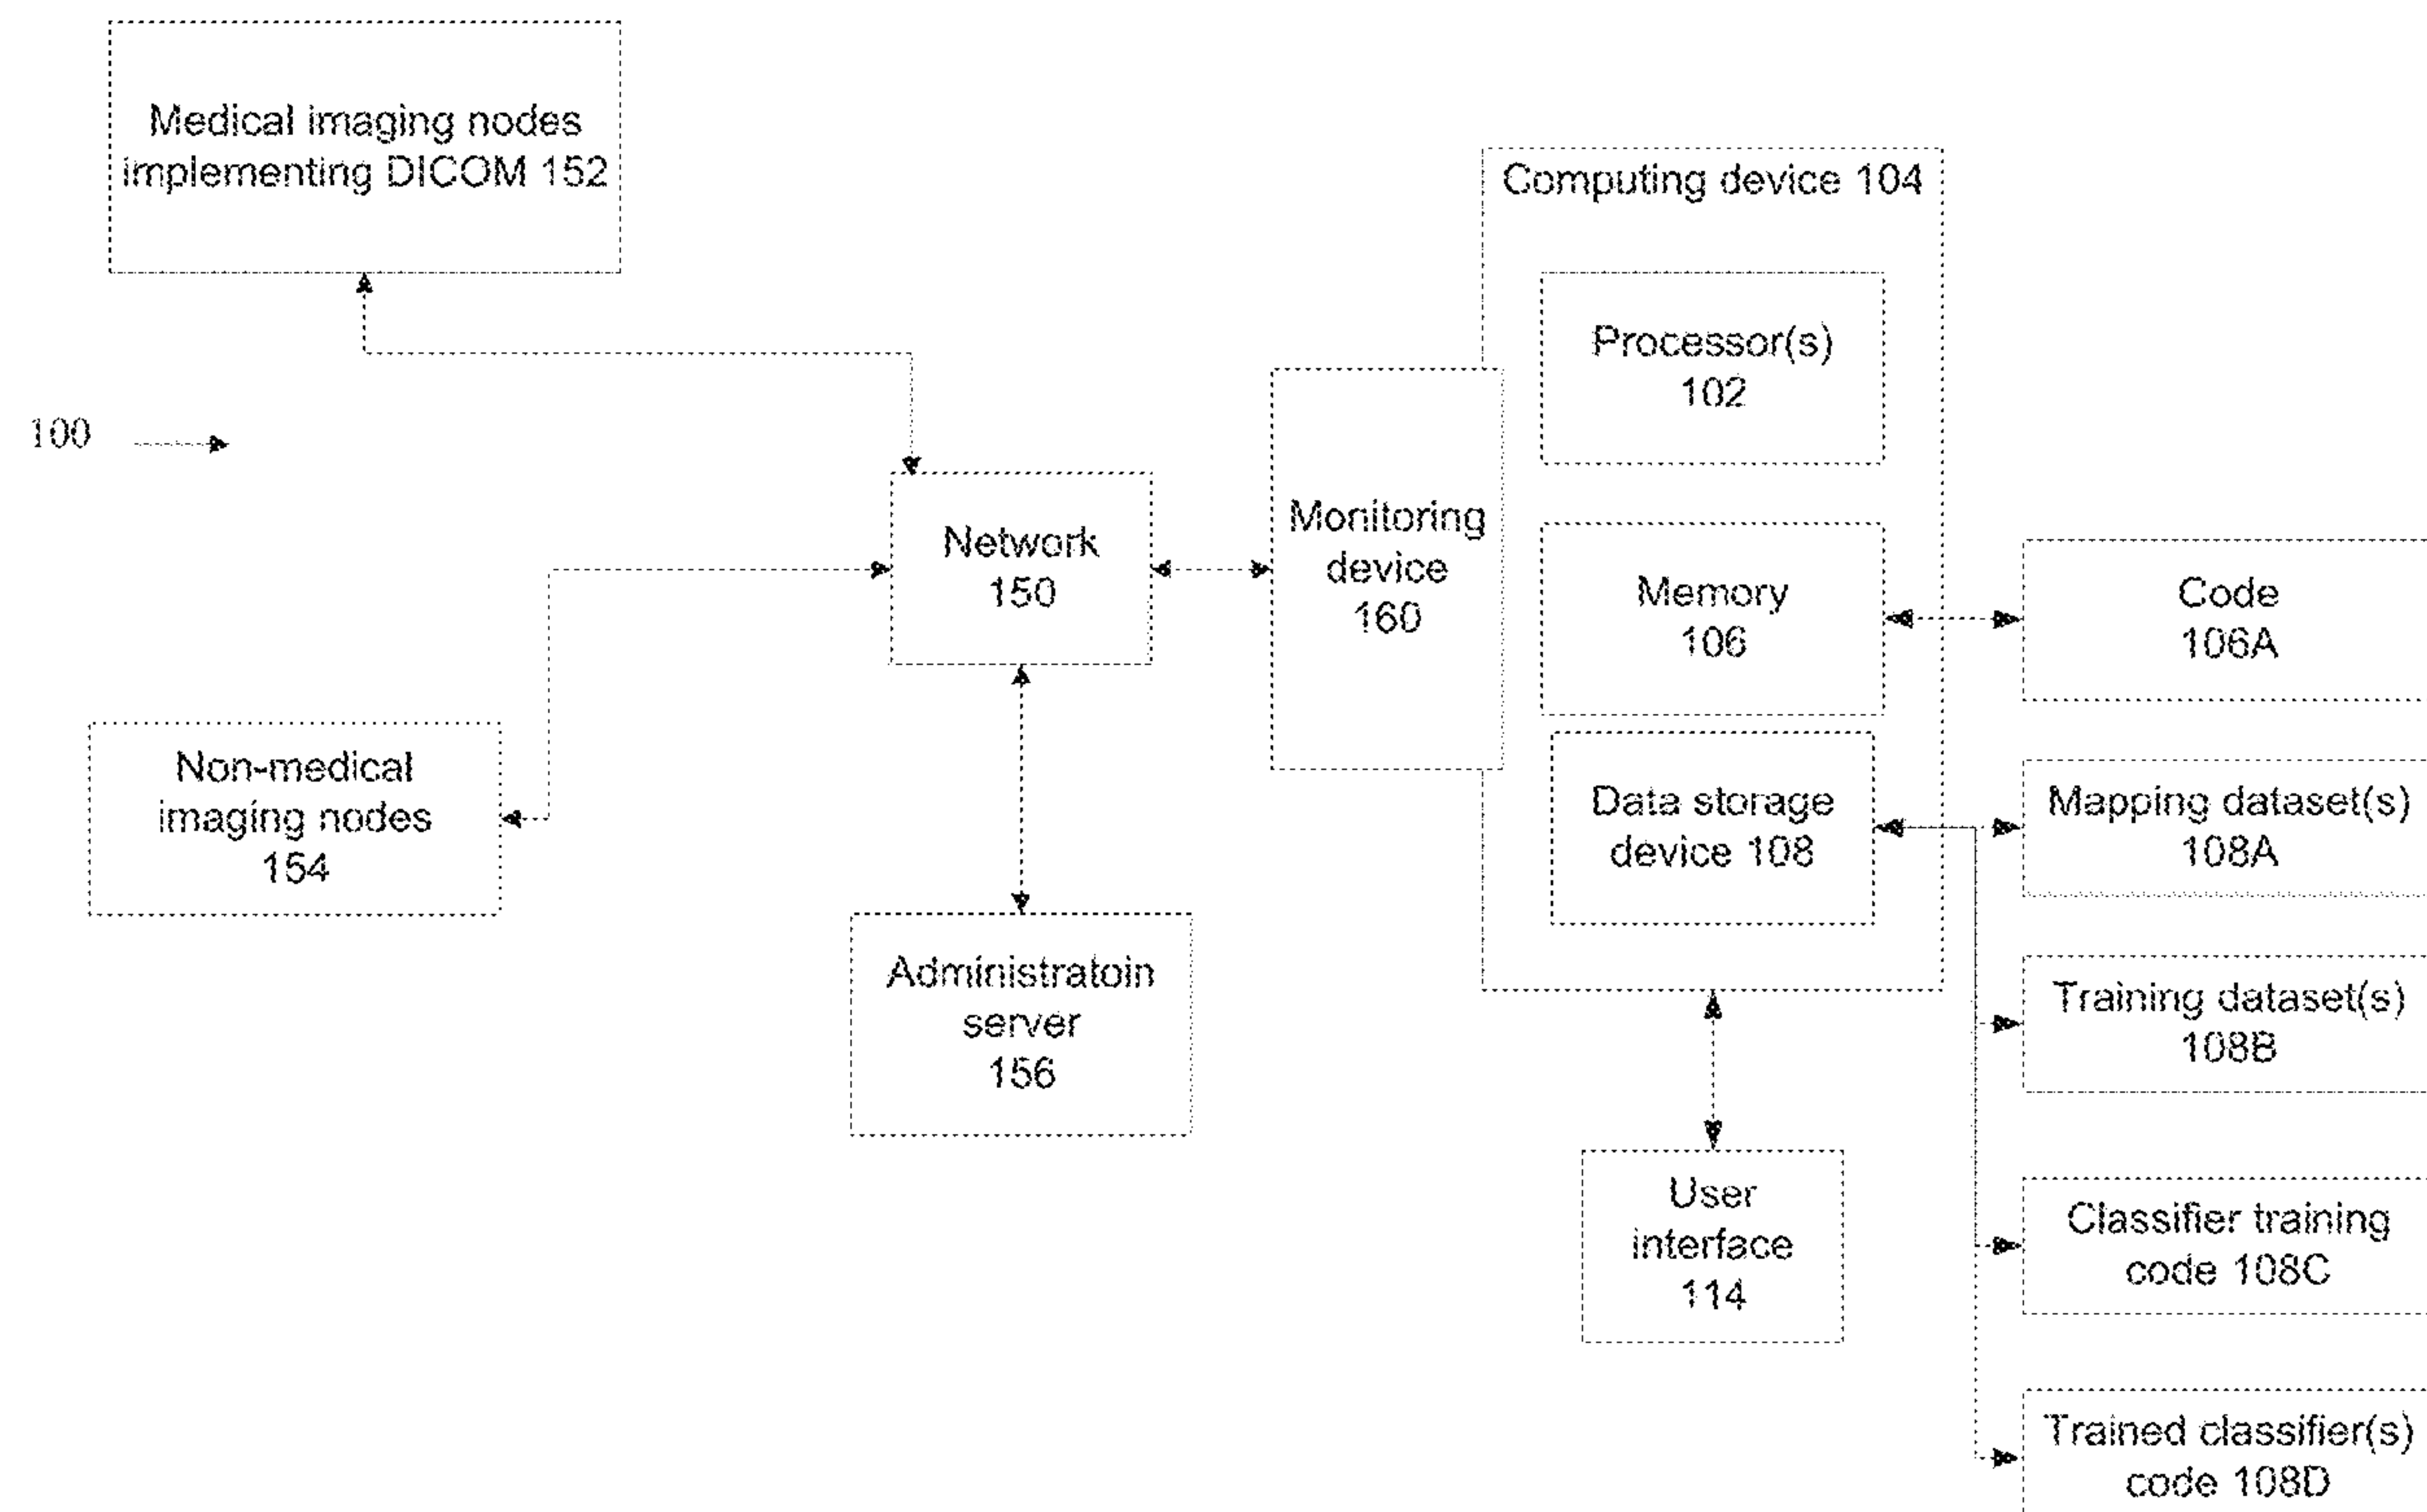 Medical imaging nodes
implementing DICOM 152
100
Non-medical
imaging nodes
154
Network
150
Administratoin
server
156
Monitoring
device
160
Computing device 104
Processor(s)
102
Memory
106
Data storage
device 108
User
interface
114
Code
106A
Mapping dataset(s)
108A
Training dataset(s)
108B
Classifier training
code 108C
Trained classifier(s)
code 108D